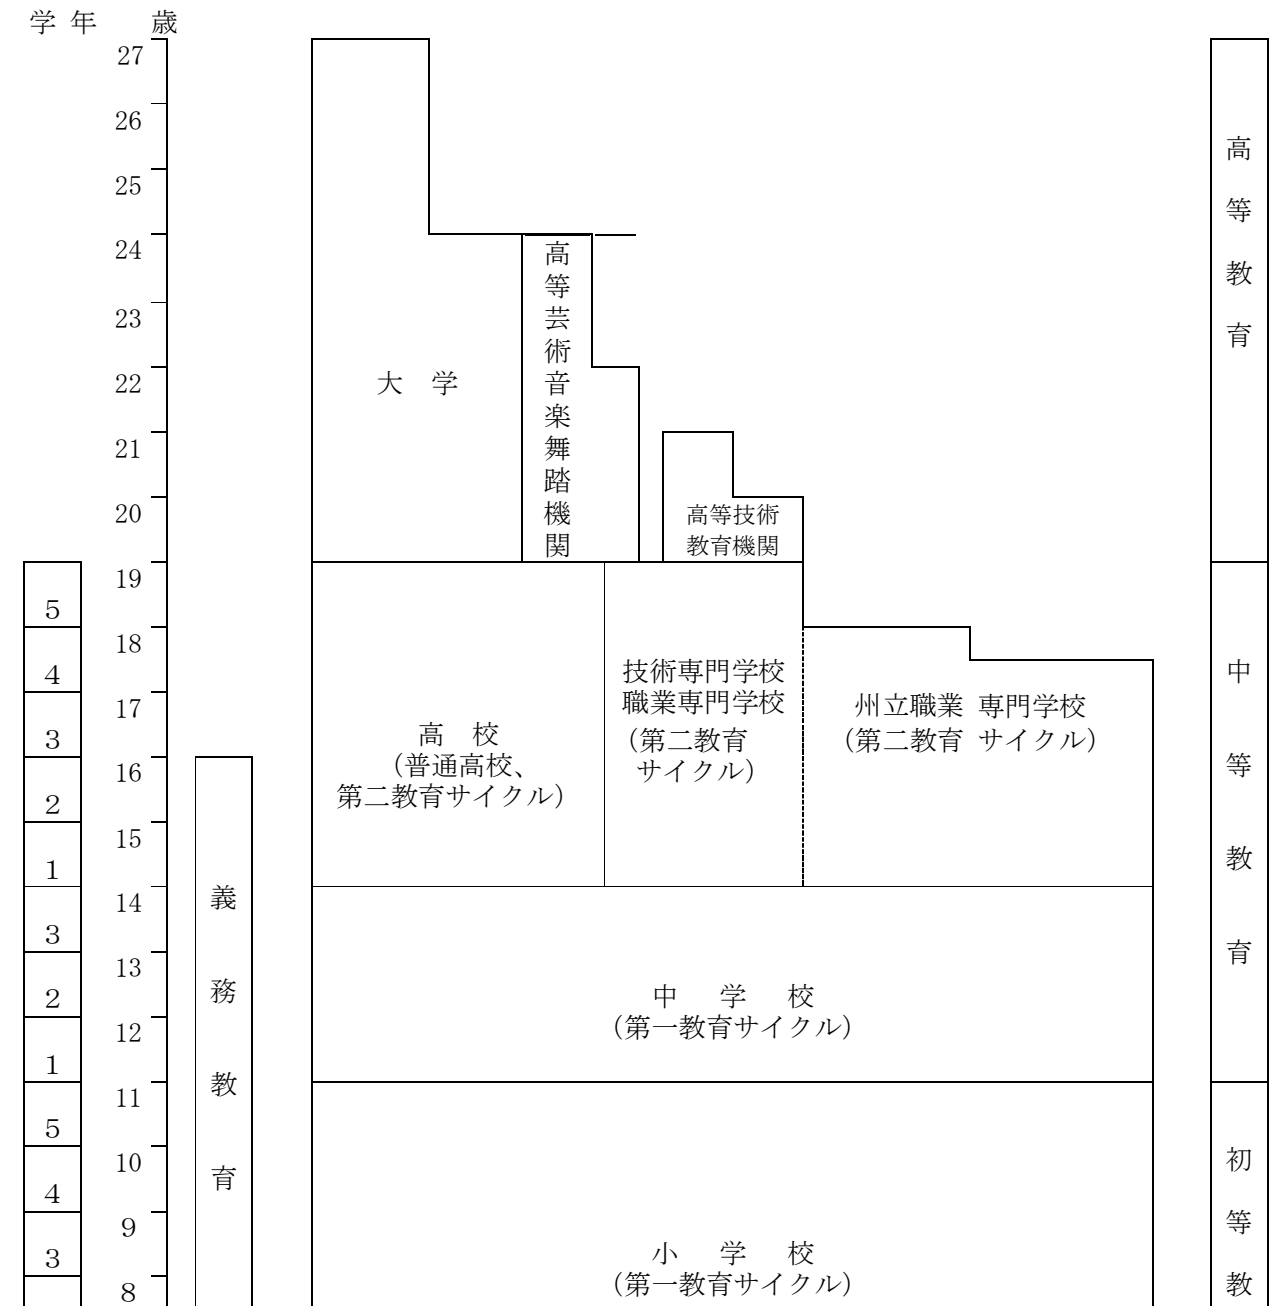 学年 歳
27
26
25
24
23
22
21
20
19
18
17
16
15
14
13
12
11
10
9
8
5
4
3
2
1
3
2
1
5
4
3
義務教育
大学
高等芸術音楽舞踏機関
高等技術
教育機関
高校
（普通高校、
第二教育サイクル）
技術専門学校
職業専門学校
（第二教育
サイクル）
州立職業 専門学校
（第二教育 サイクル）
中学校
（第一教育サイクル）
小学校
（第一教育サイクル）
高等教育
中等教育
初等教